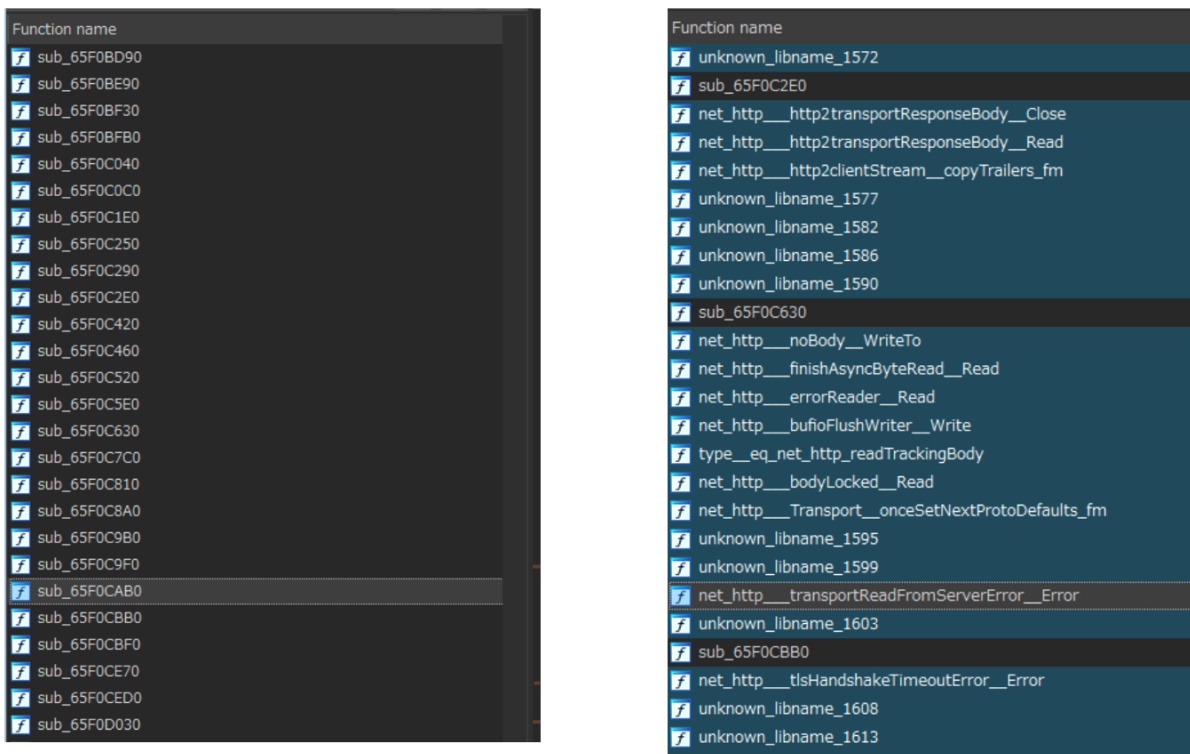 Function name
sub_65F0BD90
sub_65F0BE90
sub_65F0BF30
sub_65F0BFB0
sub_65F0C040
sub_65F0C0C0
sub_65F0C1E0
sub_65F0C250
sub_65F0C290
sub_65F0C2E0
sub_65F0C420
sub_65F0C460
sub_65F0C520
sub_65F0C5E0
sub_65F0C630
sub_65F0C7C0
sub_65F0C810
sub_65F0C8A0
sub_65F0C9B0
sub_65F0C9F0
sub_65F0CAB0
sub_65F0CBB0
sub_65F0CBF0
sub_65F0CE70
sub_65F0CED0
sub_65F0D030
Function name
unknown_libname_1572
sub_65F0C2E0
net_http___http2transportResponseBody__Close
net_http___http2transportResponseBody__Read
net_http___http2clientStream__copyTrailers_fm
unknown_libname_1577
unknown_libname_1582
unknown_libname_1586
unknown_libname_1590
sub_65F0C630
net_http___noBody__WriteTo
net_http___finishAsyncByteRead__Read
net_http___errorReader__Read
net_http___bufioFlushWriter__Write
type__eq_net_http_readTrackingBody
net_http___bodyLocked__Read
net_http___Transport__onceSetNextProtoDefaults_fm
unknown_libname_1595
unknown_libname_1599
net_http___transportReadFromServerError__Error
unknown_libname_1603
sub_65F0CBB0
net_http___tlsHandshakeTimeoutError__Error
unknown_libname_1608
unknown_libname_1613